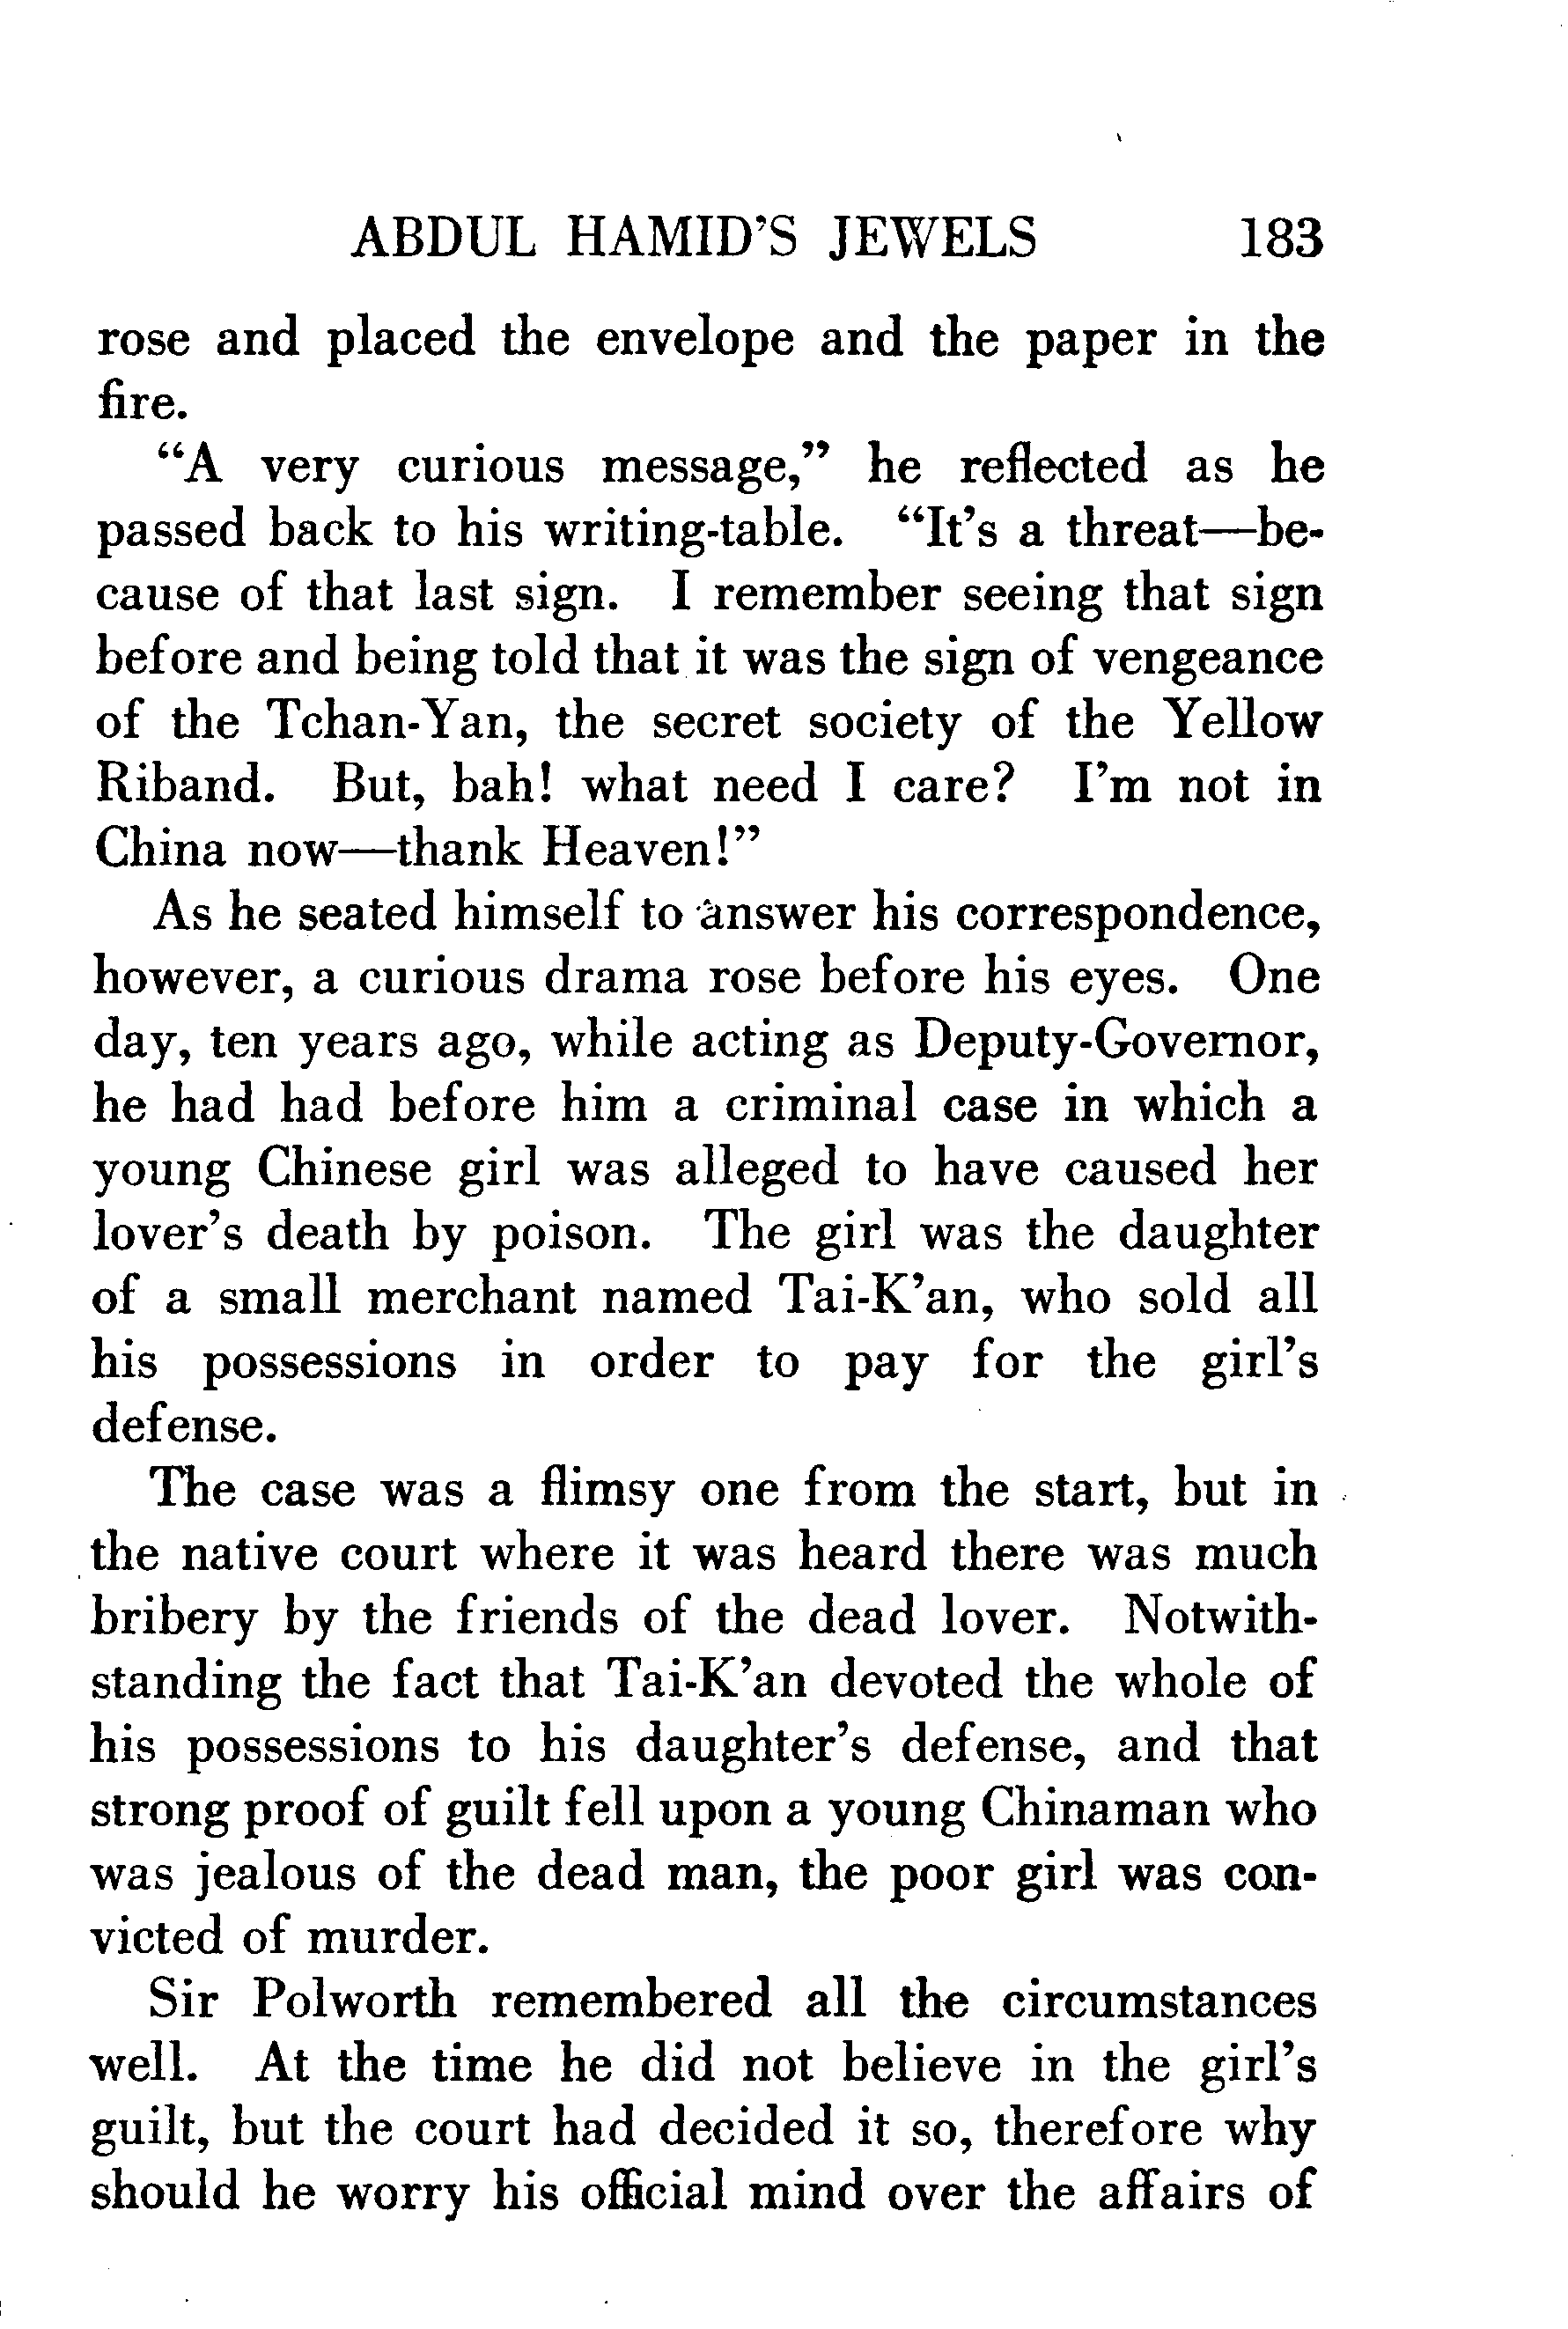 ABDUL HAMID'S JEWELS 183
rose and placed the envelope and the paper in the
fire.
“A very curious message,” he reflected as he
passed back to his writing-table. “It's a threat—be-
cause of that last sign. I remember seeing that sign
before and being told that it was the sign of vengeance
of the Tchan-Yan, the secret society of the Yellow
Riband. But, bah! what need I care? I'm not in
China now—thank Heaven!”
As he seated himself to answer his correspondence,
however, a curious drama rose before his eyes. One
day, ten years ago, while acting as Deputy-Governor,
he had had before him a criminal case in which a
young Chinese girl was alleged to have caused her
lover's death by poison. The girl was the daughter
of a small merchant named Tai-K'an, who sold all
his possessions in order to pay for the girl's
defense.
The case was a flimsy one from the start, but in
the native court where it was heard there was much
bribery by the friends of the dead lover. Notwith-
standing the fact that Tai-K'an devoted the whole of
his possessions to his daughter's defense, and that
strong proof of guilt fell upon a young Chinaman who
was jealous of the dead man, the poor girl was con-
victed of murder.
Sir Polworth remembered all the circumstances
well. At the time he did not believe in the girl's
guilt, but the court had decided it so, therefore why
should he worry his official mind over the affairs of